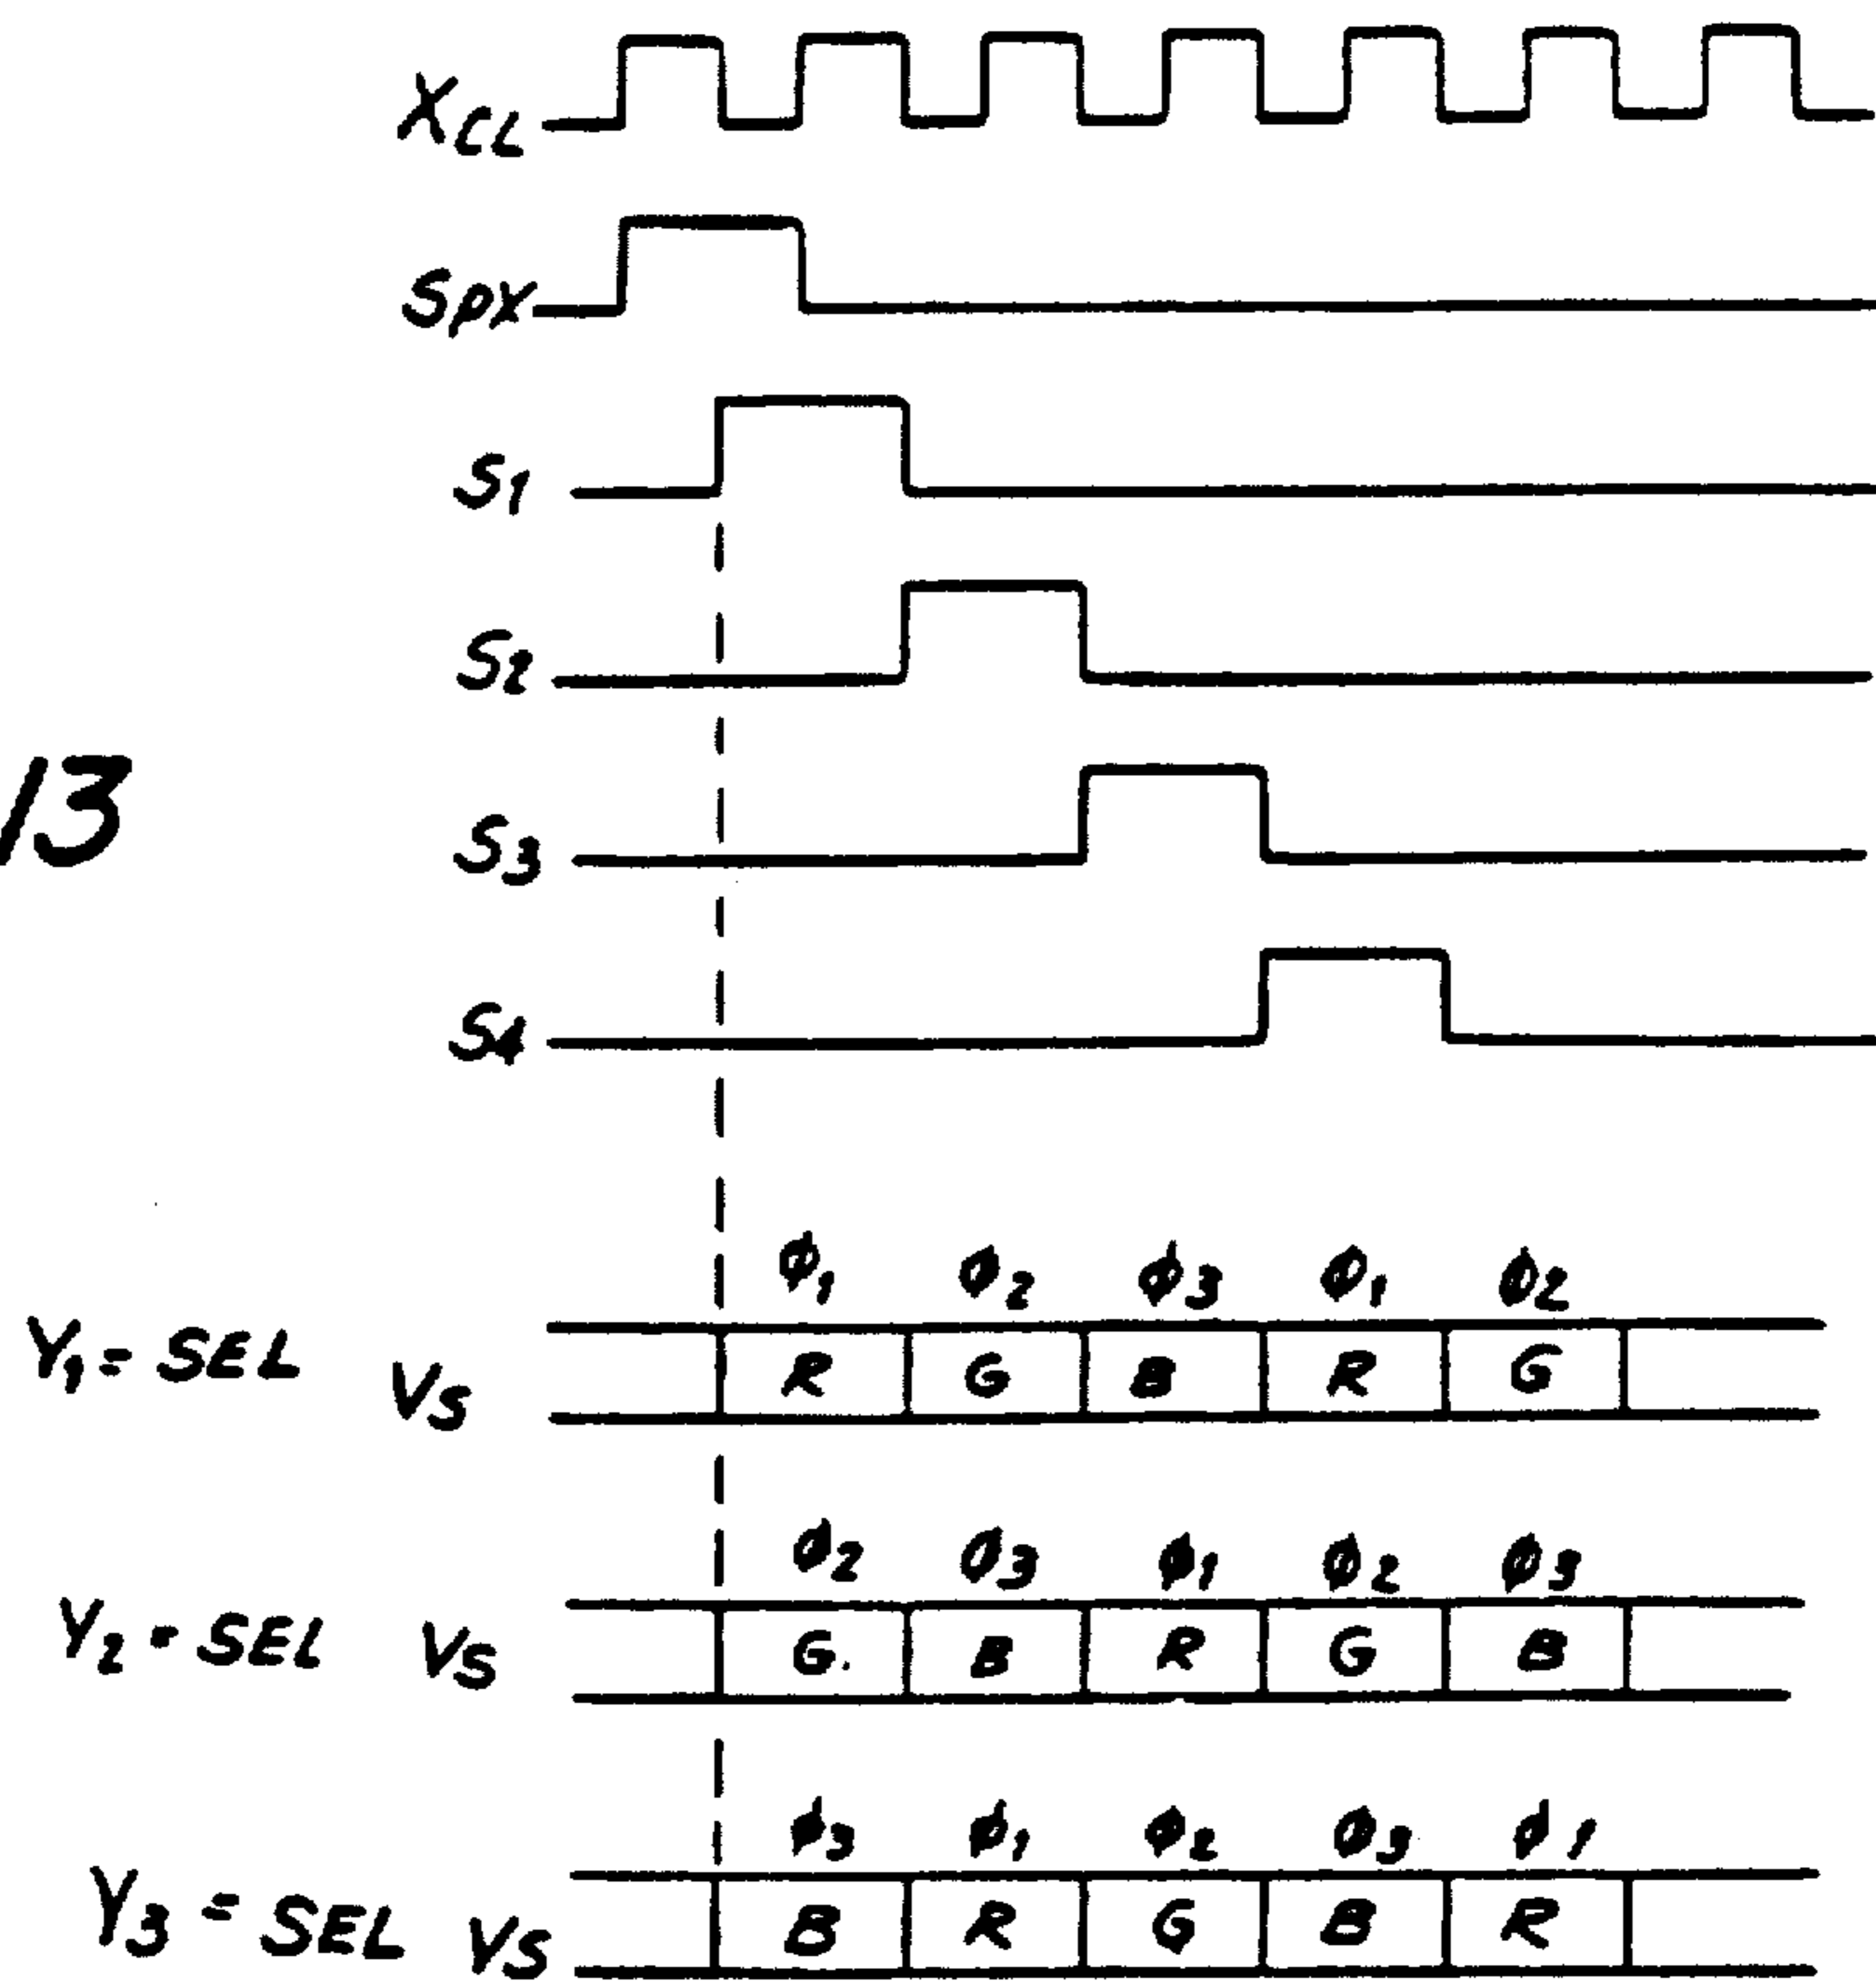 X_CL
SPX
S1
S2
13
S3
S4
φ1 φ2 φ3 φ1 φ2
Y1 = SEL VS R G B R G
φ2 φ3 φ1 φ2 φ3
Y2 = SEL VS G B R G B
φ3 φ1 φ2 φ3 φ1
Y3 = SEL VS B R G B R